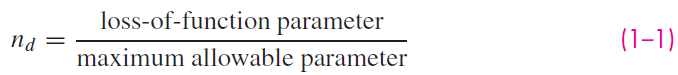 n_d = loss-of-function parameter / maximum allowable parameter (1–1)